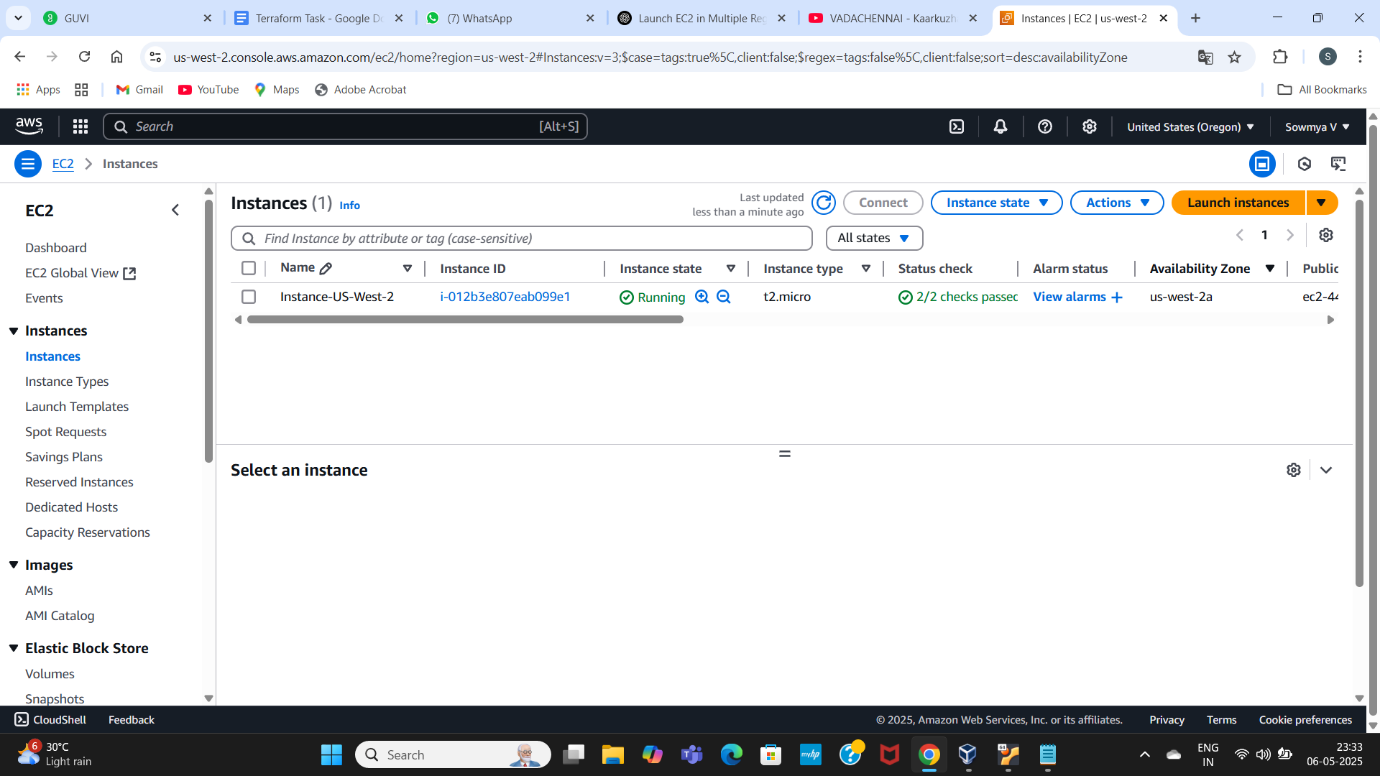 GUVI
Terraform Task - Google Do
(7) WhatsApp
Launch EC2 in Multiple Reg
VADACHENNAI - Kaarkuzh
Instances | EC2 | us-west-2
us-west-2.console.aws.amazon.com/ec2/home?region=us-west-2#Instances:v=3;$case=tags:true%5C,client:false;$regex=tags:false%5C,client:false;sort=desc:availabilityZone
S
Apps
Gmail
YouTube
Maps
Adobe Acrobat
All Bookmarks
aws
Search
[Alt+S]
United States (Oregon)
Sowmya V
EC2
Instances
EC2
Dashboard
EC2 Global View
Events
Instances
Instances
Instance Types
Launch Templates
Spot Requests
Savings Plans
Reserved Instances
Dedicated Hosts
Capacity Reservations
Images
AMIs
AMI Catalog
Elastic Block Store
Volumes
Snapshots
Instances (1) Info
Last updated
less than a minute ago
Connect
Instance state
Actions
Launch instances
Find Instance by attribute or tag (case-sensitive)
All states
1
Name
Instance ID
Instance state
Instance type
Status check
Alarm status
Availability Zone
Public
Instance-US-West-2
i-012b3e807eab099e1
Running
t2.micro
2/2 checks passec
View alarms +
us-west-2a
ec2-44
Select an instance
CloudShell
Feedback
© 2025, Amazon Web Services, Inc. or its affiliates.
Privacy
Terms
Cookie preferences
6
30°C
Light rain
Search
myhp
ENG
IN
23:33
06-05-2025